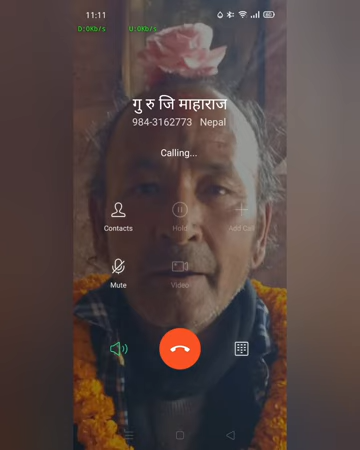 11:11
D:0Kb/s U:0Kb/s
गु रु जि माहाराज
984-3162773 Nepal
Calling...
Contacts Hold Add Call
Mute Video